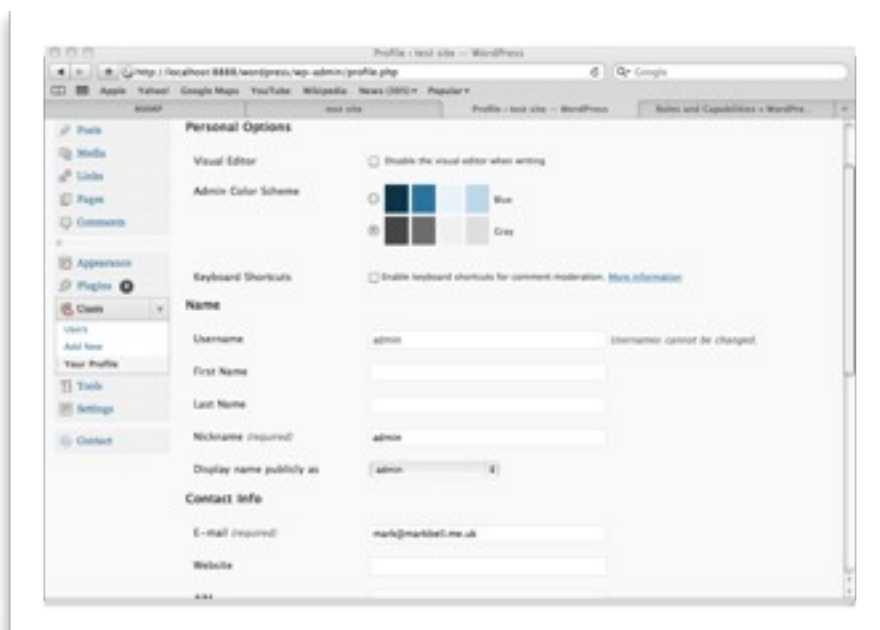 Profile ‹ test site — WordPress
http://localhost:8888/wordpress/wp-admin/profile.php
Google
Apple Yahoo! Google Maps YouTube Wikipedia News Popular
test site
Profile ‹ test site — WordPress
Roles and Capabilities « WordPre...
Posts
Media
Links
Pages
Comments
Appearance
Plugins
Users
Users
Add New
Your Profile
Tools
Settings
Contact
Personal Options
Visual Editor
Disable the visual editor when writing
Admin Color Scheme
Blue
Gray
Keyboard Shortcuts
Enable keyboard shortcuts for comment moderation. More information
Name
Username
admin
Usernames cannot be changed.
First Name
Last Name
Nickname (required)
admin
Display name publicly as
admin
Contact Info
E-mail (required)
mark@markbell.me.uk
Website